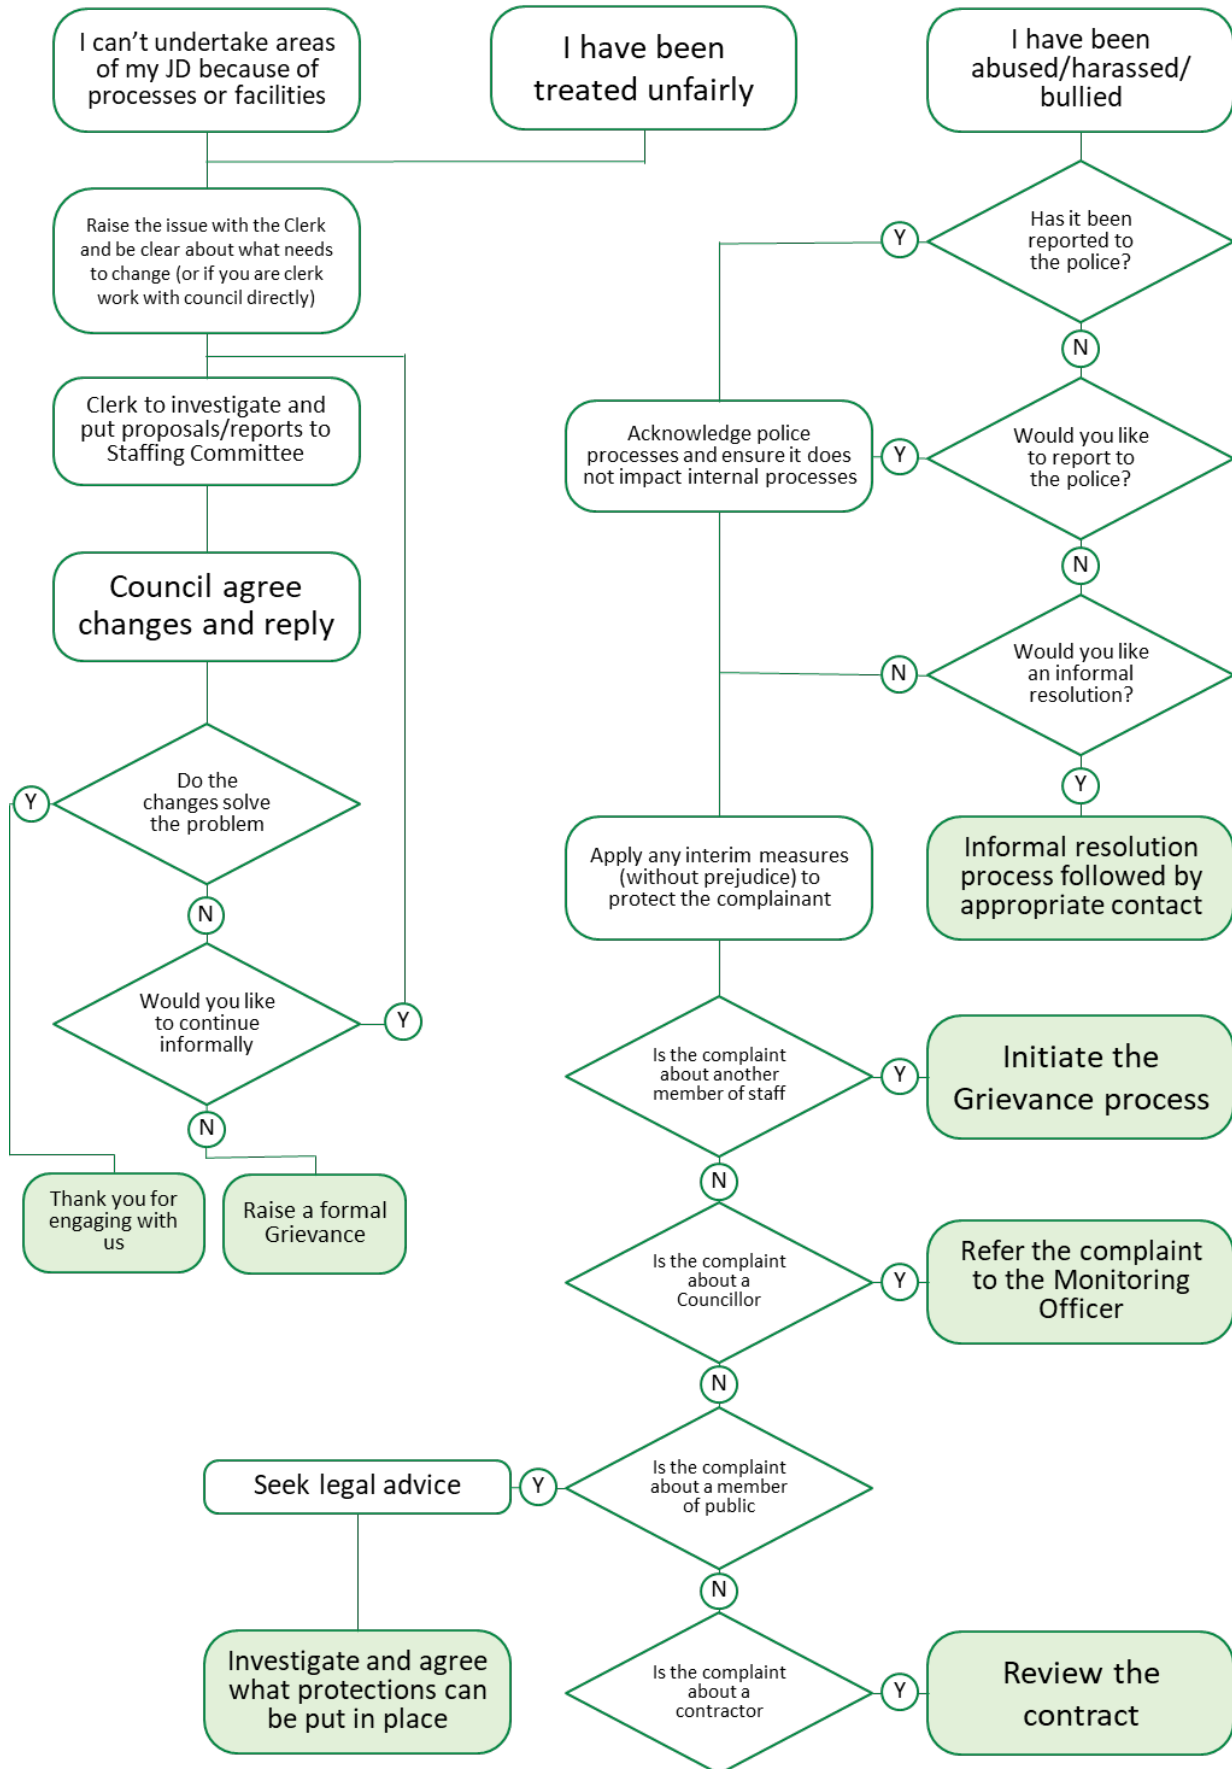 I can't undertake areas
of my JD because of
processes or facilities
I have been
treated unfairly
I have been
abused/harassed/
bullied
Raise the issue with the Clerk
and be clear about what needs
to change (or if you are clerk
work with council directly)
Has it been
reported to
the police?
Y
N
Clerk to investigate and
put proposals/reports to
Staffing Committee
Acknowledge police
processes and ensure it does
not impact internal processes
Y
Would you like
to report to
the police?
N
Council agree
changes and reply
Would you like
an informal
resolution?
N
Y
Do the
changes solve
the problem
Y
N
Apply any interim measures
(without prejudice) to
protect the complainant
Informal resolution
process followed by
appropriate contact
Would you like
to continue
informally
Y
N
Is the complaint
about another
member of staff
Y
Initiate the
Grievance process
N
Thank you for
engaging with
us
Raise a formal
Grievance
Is the complaint
about a
Councillor
Y
Refer the complaint
to the Monitoring
Officer
N
Seek legal advice
Y
Is the complaint
about a member
of public
N
Investigate and agree
what protections can
be put in place
Is the complaint
about a
contractor
Y
Review the
contract